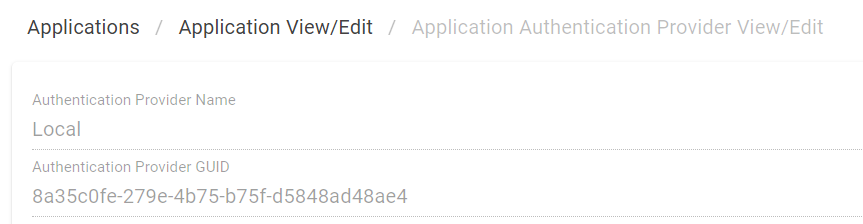 Applications / Application View/Edit / Application Authentication Provider View/Edit
Authentication Provider Name
Local
Authentication Provider GUID
8a35c0fe-279e-4b75-b75f-d5848ad48ae4